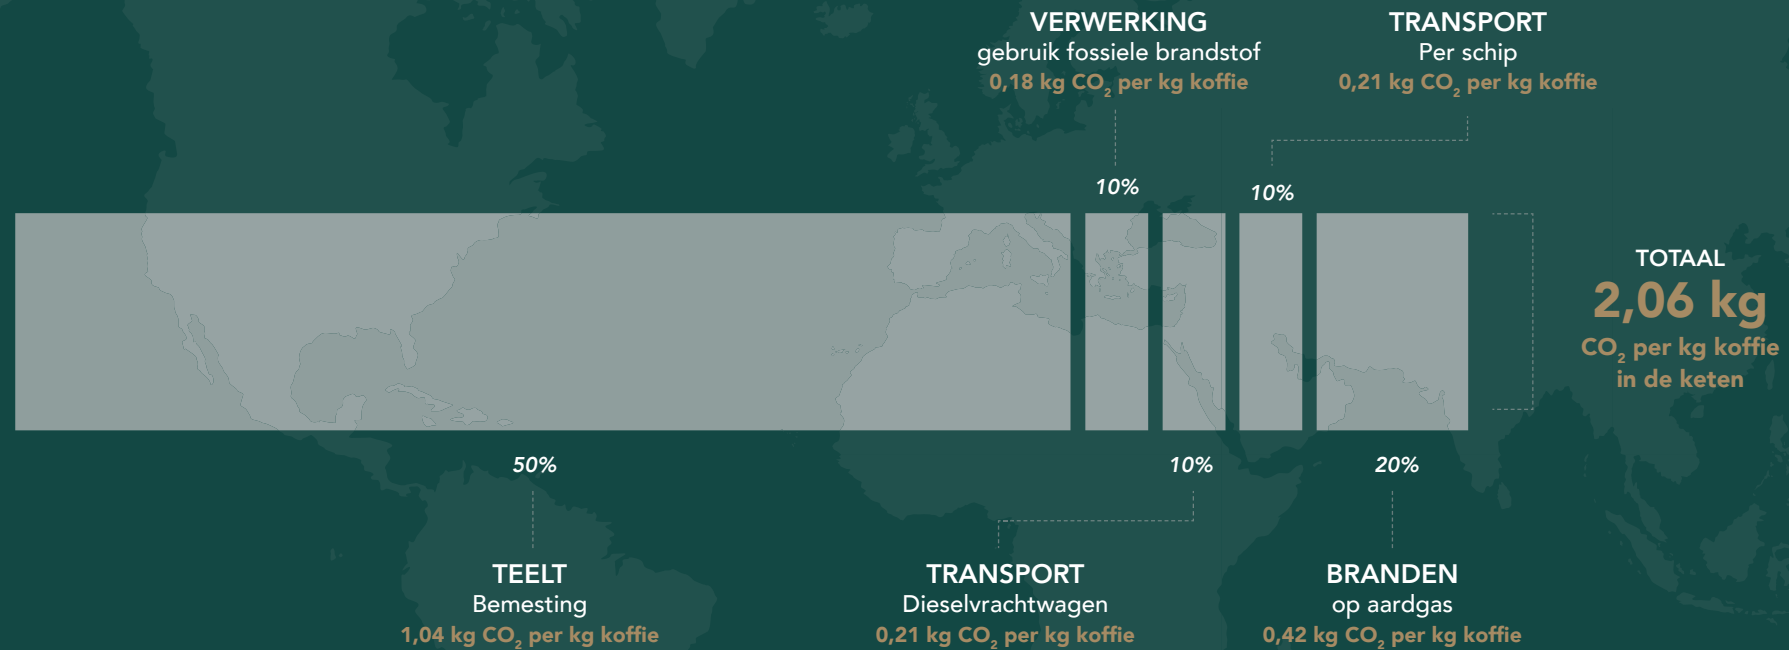 VERWERKING
gebruik fossiele brandstof
0,18 kg CO₂ per kg koffie
TRANSPORT
Per schip
0,21 kg CO₂ per kg koffie
10%
10%
TOTAAL
2,06 kg
CO₂ per kg koffie
in de keten
50%
10%
20%
TEELT
Bemesting
1,04 kg CO₂ per kg koffie
TRANSPORT
Dieselvrachtwagen
0,21 kg CO₂ per kg koffie
BRANDEN
op aardgas
0,42 kg CO₂ per kg koffie